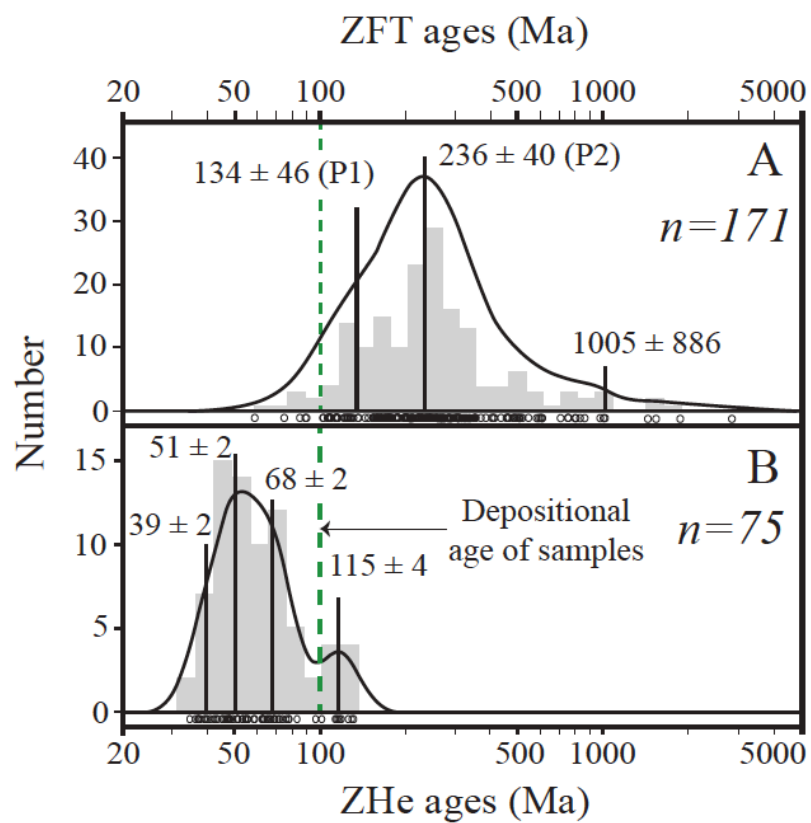 ZFT ages (Ma)
20 50 100 500 1000 5000
40
30
20
10
0
134 ± 46 (P1)
236 ± 40 (P2)
A
n=171
1005 ± 886
Number
15
10
5
0
51 ± 2
68 ± 2
39 ± 2
115 ± 4
Depositional
age of samples
B
n=75
20 50 100 500 1000 5000
ZHe ages (Ma)